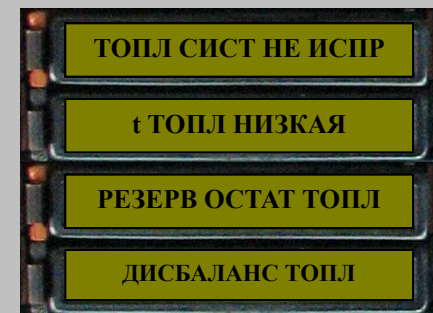 ТОПЛ СИСТ НЕ ИСПР
t ТОПЛ НИЗКАЯ
РЕЗЕРВ ОСТАТ ТОПЛ
ДИСБАЛАНС ТОПЛ